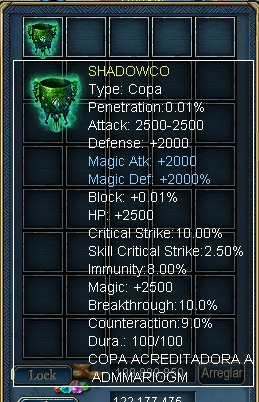 SHADOWCO
Type: Copa
Penetration:0.01%
Attack: 2500-2500
Defense: +2000
Magic Atk: +2000
Magic Def: +2000%
Block: +0.01%
HP: +2500
Critical Strike:10.00%
Skill Critical Strike:2.50%
Immunity:8.00%
Magic: +2500
Breakthrough:10.0%
Counteraction:9.0%
Dura.: 100/100
COPA ACREDITADORA A
Lock Arreglar
ADMMARIOGM
122,177,476